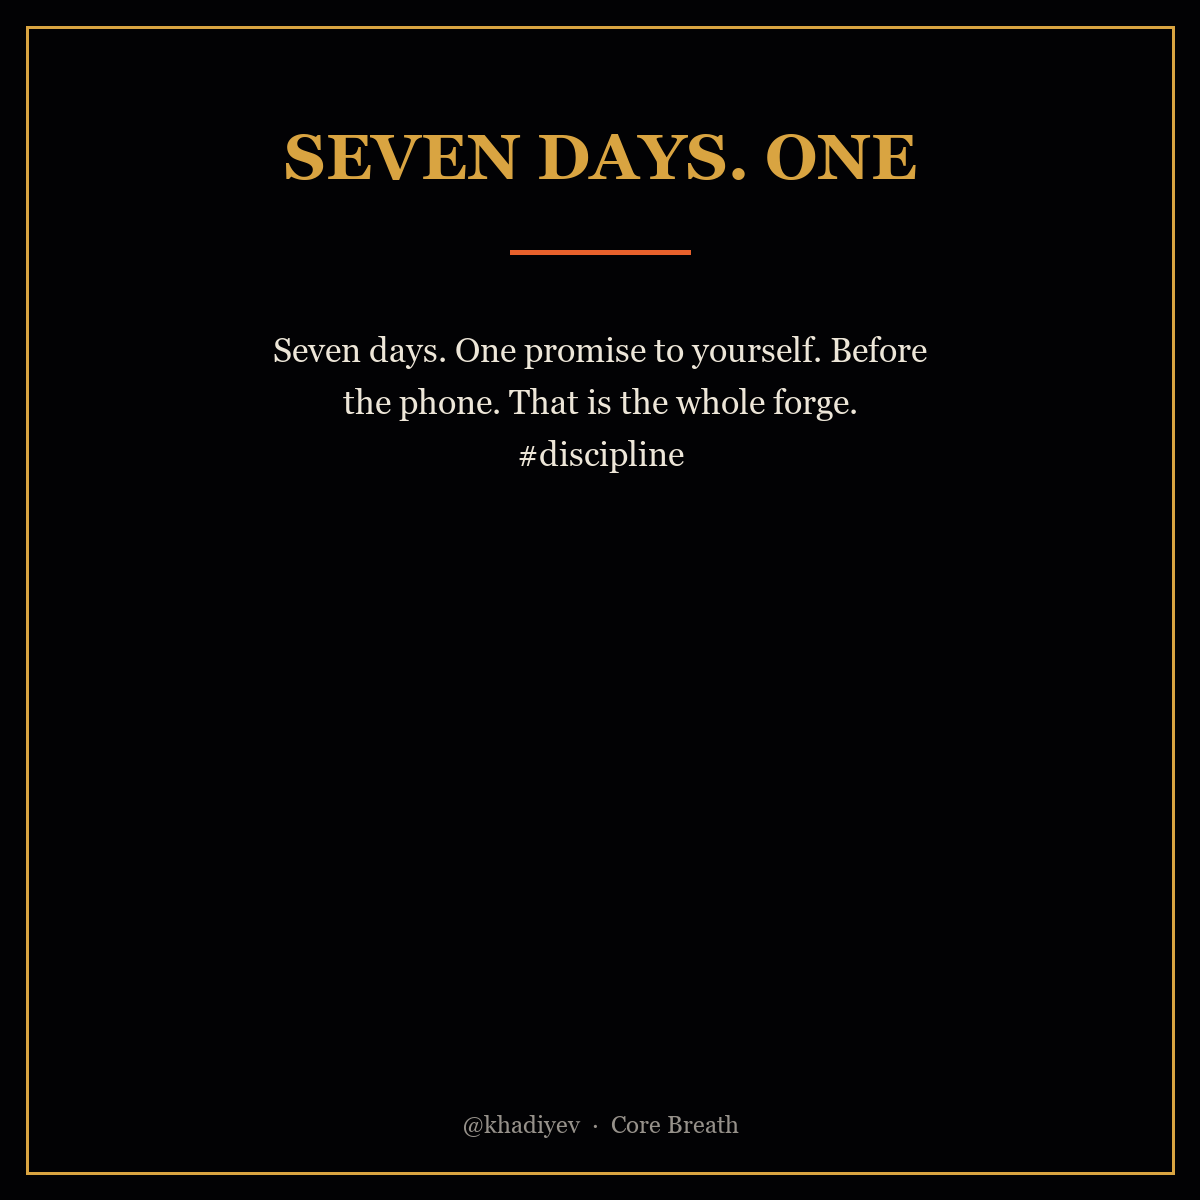 SEVEN DAYS. ONE
Seven days. One promise to yourself. Before
the phone. That is the whole forge.
#discipline
@khadiyev · Core Breath